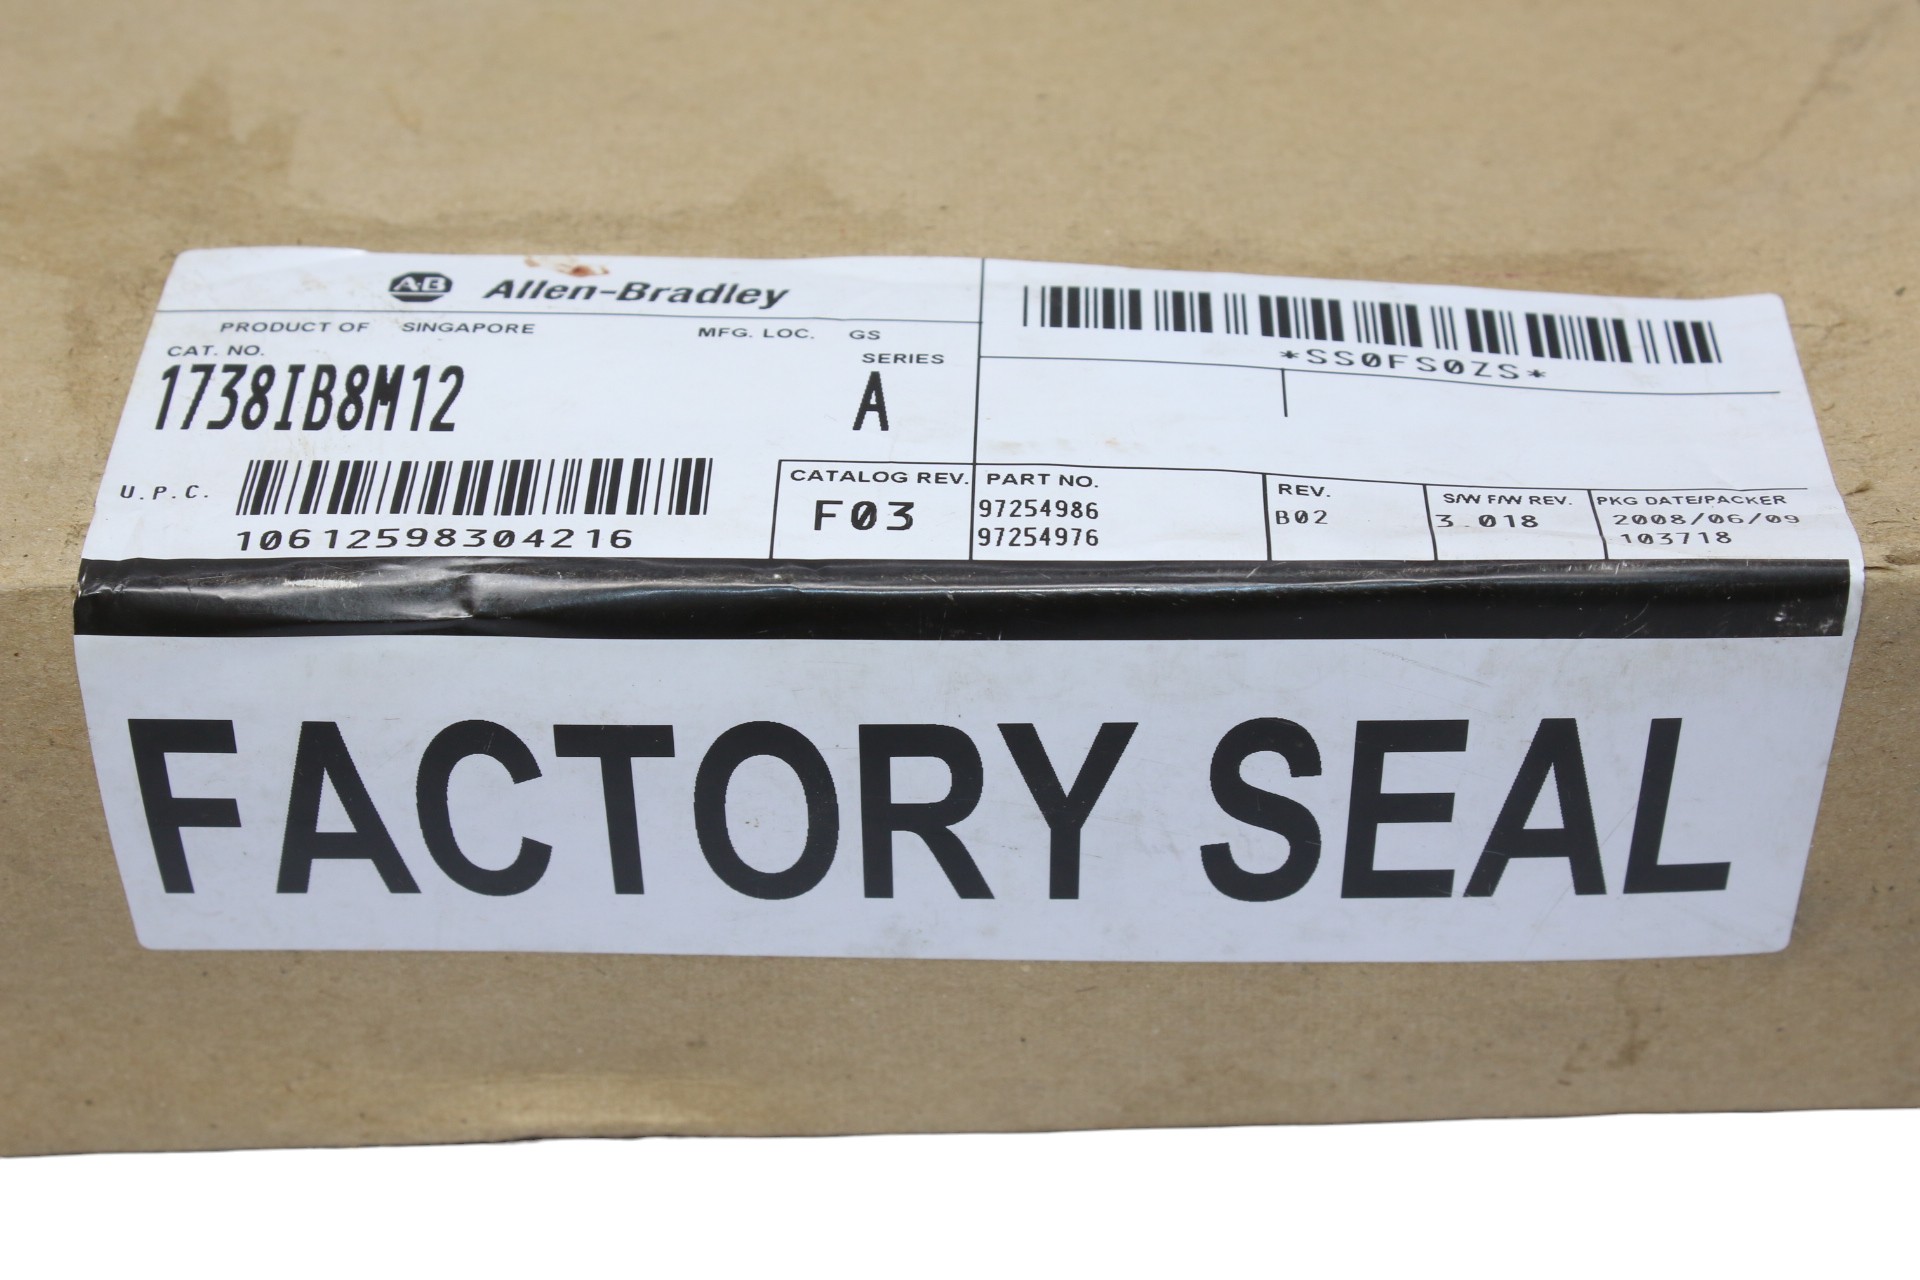 AB Allen-Bradley
PRODUCT OF SINGAPORE MFG. LOC. GS
CAT. NO. SERIES
1738IB8M12 A
*SS0FS0ZS*
U.P.C.
10612598304216
CATALOG REV.
F03
PART NO.
97254986
97254976
REV.
B02
S/W F/W REV.
3.018
PKG DATE/PACKER
2008/06/09
103718
FACTORY SEAL